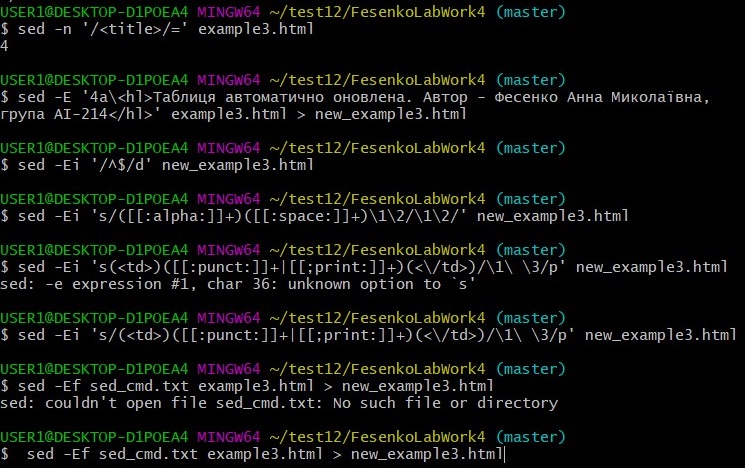 USER1@DESKTOP-D1POEA4 MINGW64 ~/test12/FesenkoLabWork4 (master)
$ sed -n '/<title>/=' example3.html
4
USER1@DESKTOP-D1POEA4 MINGW64 ~/test12/FesenkoLabWork4 (master)
$ sed -E '4a\<hl>Таблиця автоматично оновлена. Автор - Фесенко Анна Миколаївна,
група АІ-214</hl>' example3.html > new_example3.html
USER1@DESKTOP-D1POEA4 MINGW64 ~/test12/FesenkoLabWork4 (master)
$ sed -Ei '/^$/d' new_example3.html
USER1@DESKTOP-D1POEA4 MINGW64 ~/test12/FesenkoLabWork4 (master)
$ sed -Ei 's/([[:alpha:]]+)([[:space:]]+)\1\2/\1\2/' new_example3.html
USER1@DESKTOP-D1POEA4 MINGW64 ~/test12/FesenkoLabWork4 (master)
$ sed -Ei 's(<td>)([[:punct:]]+|[[;print:]]+)(<\/td>)/\1\ \3/p' new_example3.html
sed: -e expression #1, char 36: unknown option to `s'
USER1@DESKTOP-D1POEA4 MINGW64 ~/test12/FesenkoLabWork4 (master)
$ sed -Ei 's/(<td>)([[:punct:]]+|[[;print:]]+)(<\/td>)/\1\ \3/p' new_example3.html
USER1@DESKTOP-D1POEA4 MINGW64 ~/test12/FesenkoLabWork4 (master)
$ sed -Ef sed_cmd.txt example3.html > new_example3.html
sed: couldn't open file sed_cmd.txt: No such file or directory
USER1@DESKTOP-D1POEA4 MINGW64 ~/test12/FesenkoLabWork4 (master)
$  sed -Ef sed_cmd.txt example3.html > new_example3.html